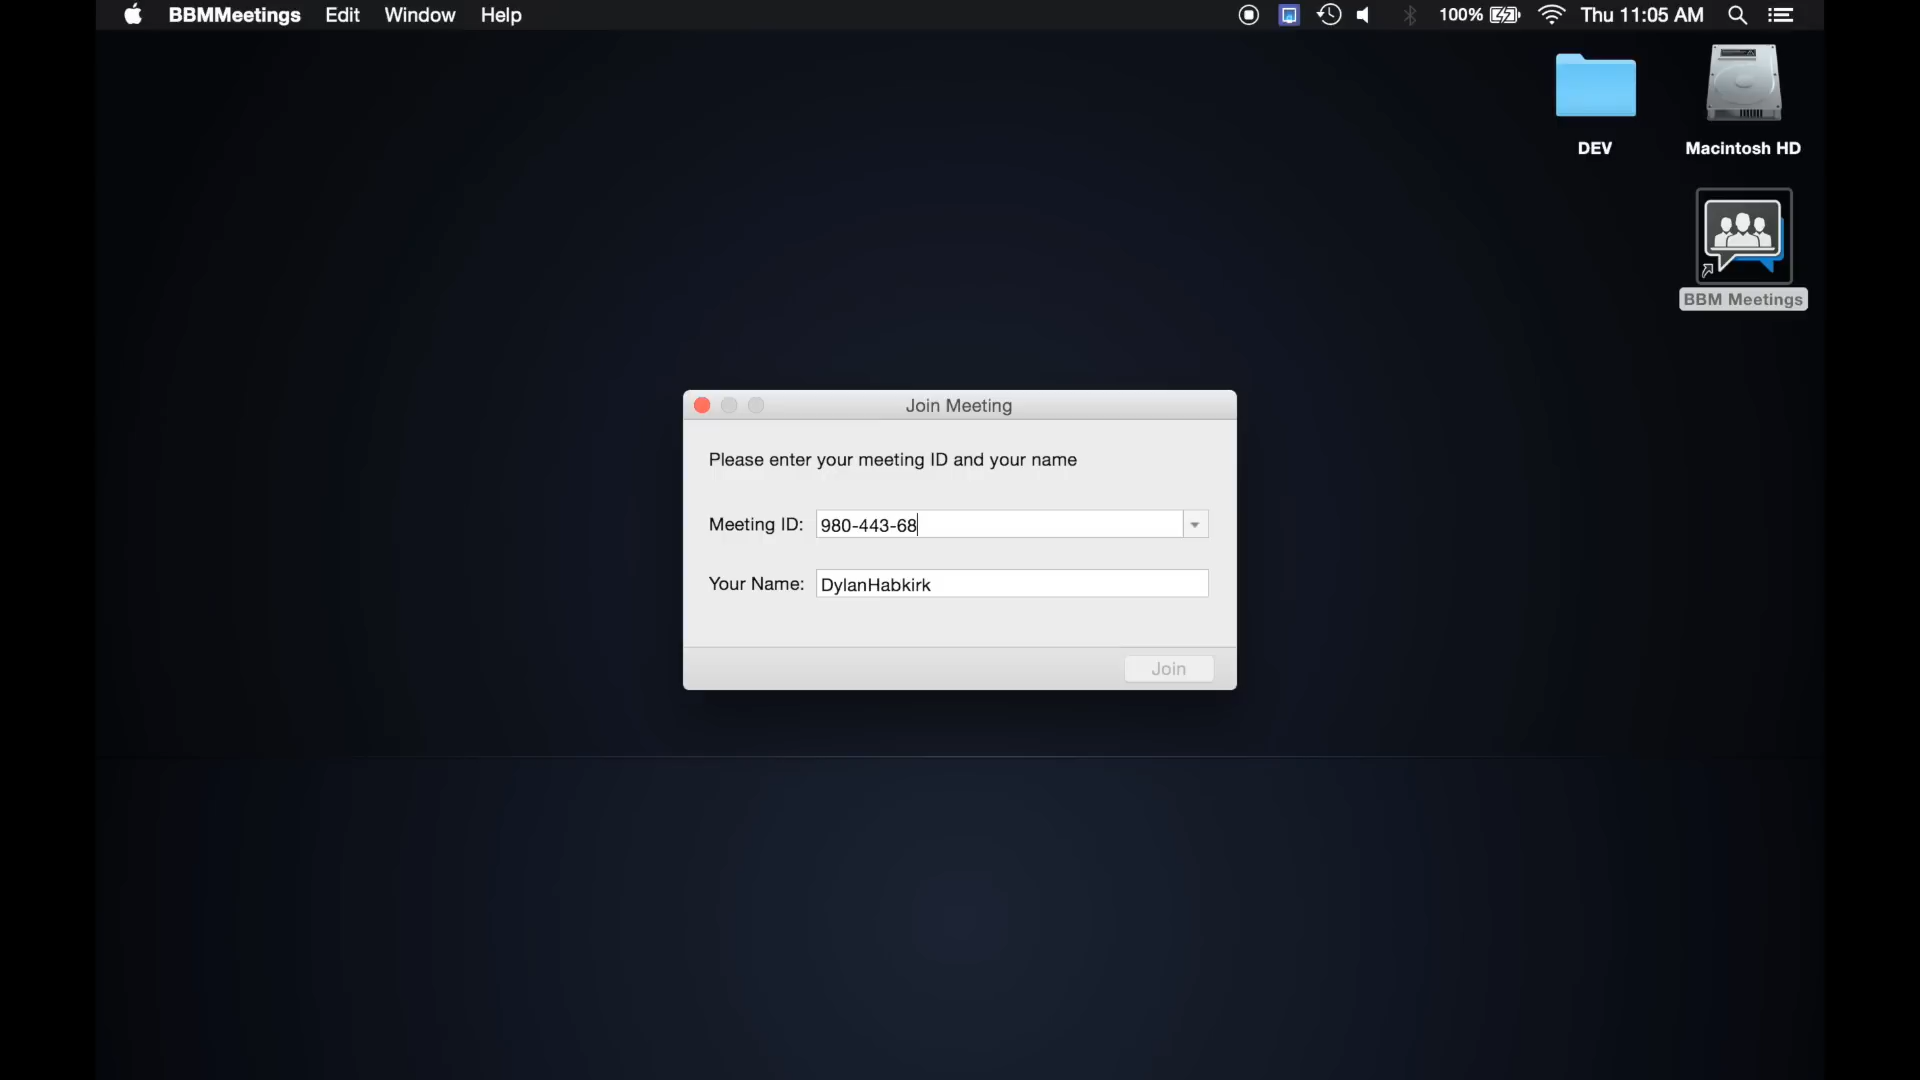 BBMMeetings Edit Window Help 100% Thu 11:05 AM
DEV
Macintosh HD
BBM Meetings
Join Meeting
Please enter your meeting ID and your name
Meeting ID: 980-443-68
Your Name: DylanHabkirk
Join